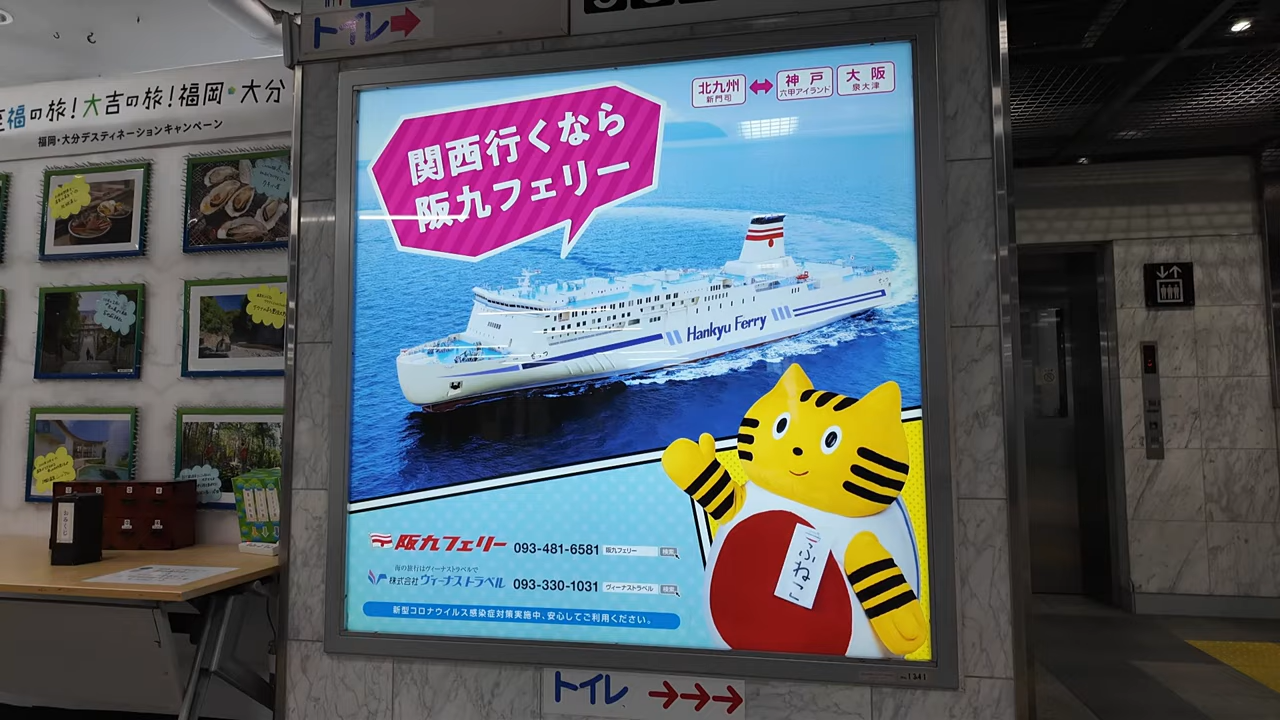 トイレ
福の旅!大吉の旅!福岡・大分
福岡・大分デスティネーションキャンペーン
北九州
新門司
神戸
六甲アイランド
大阪
泉大津
関西行くなら
阪九フェリー
Hankyu Ferry
こふねこ
阪九フェリー 093-481-6581 阪九フェリー 検索
海の旅行はヴィーナストラベルで
株式会社ヴィーナストラベル 093-330-1031 ヴィーナストラベル 検索
新型コロナウイルス感染症対策実施中、安心してご利用ください。
おみくじ
トイレ